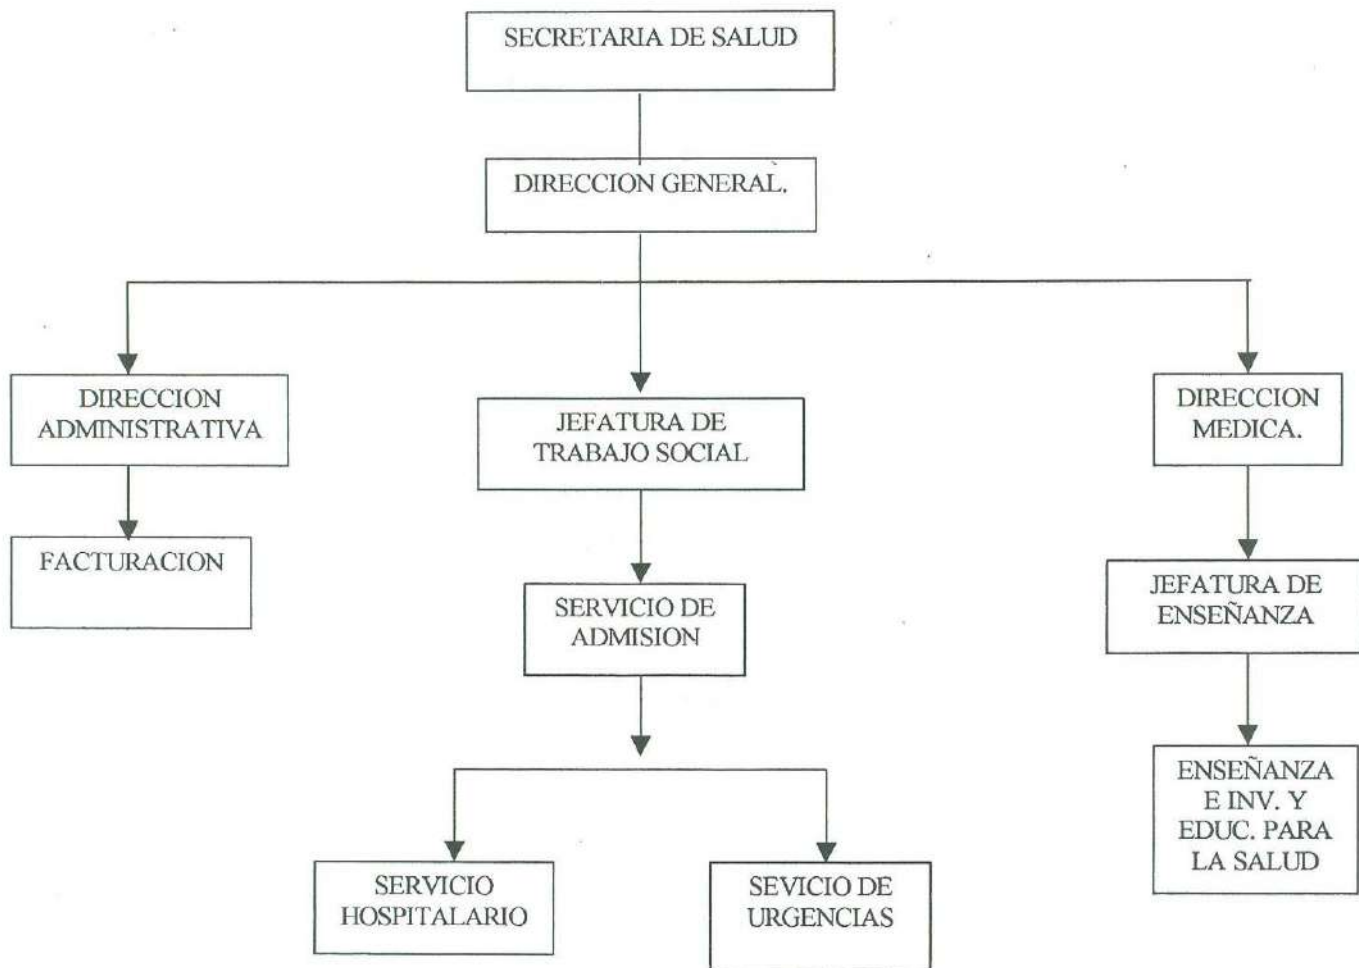 SECRETARIA DE SALUD
DIRECCION GENERAL.
DIRECCION
ADMINISTRATIVA
JEFATURA DE
TRABAJO SOCIAL
DIRECCION
MEDICA.
FACTURACION
SERVICIO DE
ADMISION
JEFATURA DE
ENSEÑANZA
ENSEÑANZA
E INV. Y
EDUC. PARA
LA SALUD
SERVICIO
HOSPITALARIO
SEVICIO DE
URGENCIAS